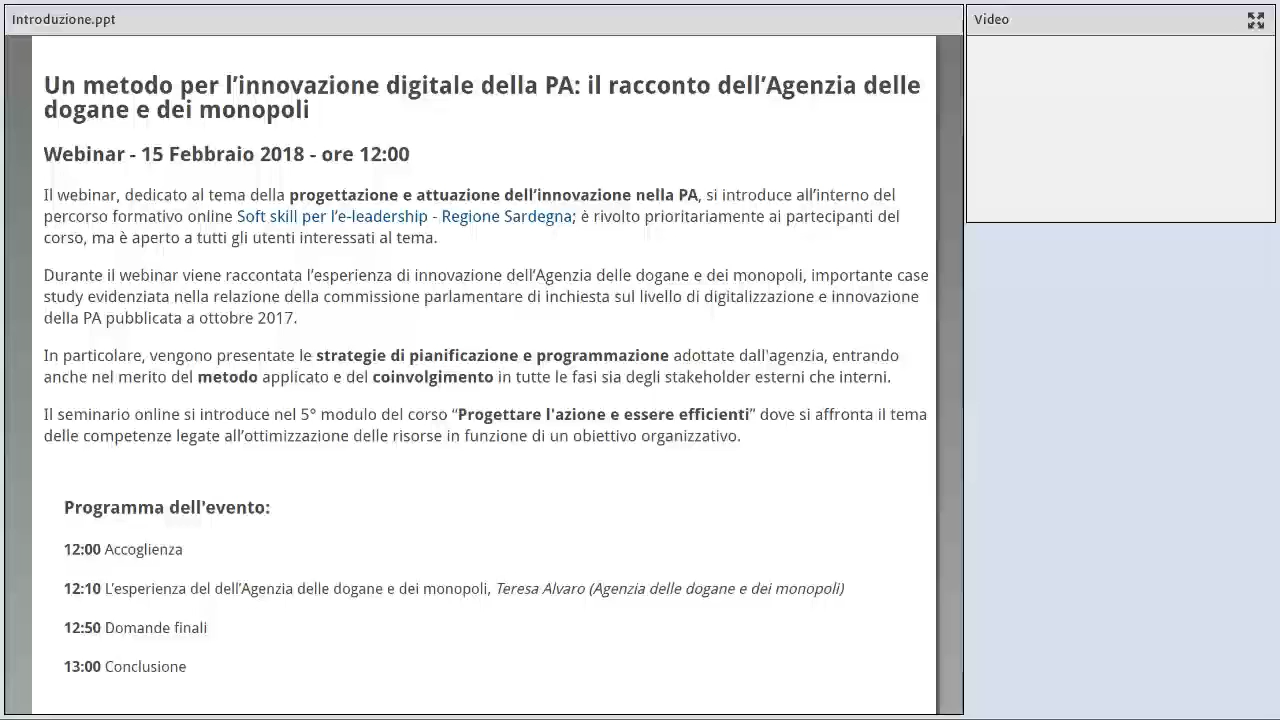 Introduzione.ppt
Video
Un metodo per l’innovazione digitale della PA: il racconto dell’Agenzia delle
dogane e dei monopoli
Webinar - 15 Febbraio 2018 - ore 12:00
Il webinar, dedicato al tema della progettazione e attuazione dell’innovazione nella PA, si introduce all’interno del
percorso formativo online Soft skill per l’e-leadership - Regione Sardegna; è rivolto prioritariamente ai partecipanti del
corso, ma è aperto a tutti gli utenti interessati al tema.
Durante il webinar viene raccontata l’esperienza di innovazione dell’Agenzia delle dogane e dei monopoli, importante case
study evidenziata nella relazione della commissione parlamentare di inchiesta sul livello di digitalizzazione e innovazione
della PA pubblicata a ottobre 2017.
In particolare, vengono presentate le strategie di pianificazione e programmazione adottate dall'agenzia, entrando
anche nel merito del metodo applicato e del coinvolgimento in tutte le fasi sia degli stakeholder esterni che interni.
Il seminario online si introduce nel 5° modulo del corso “Progettare l'azione e essere efficienti” dove si affronta il tema
delle competenze legate all’ottimizzazione delle risorse in funzione di un obiettivo organizzativo.
Programma dell'evento:
12:00 Accoglienza
12:10 L’esperienza del dell’Agenzia delle dogane e dei monopoli, Teresa Alvaro (Agenzia delle dogane e dei monopoli)
12:50 Domande finali
13:00 Conclusione